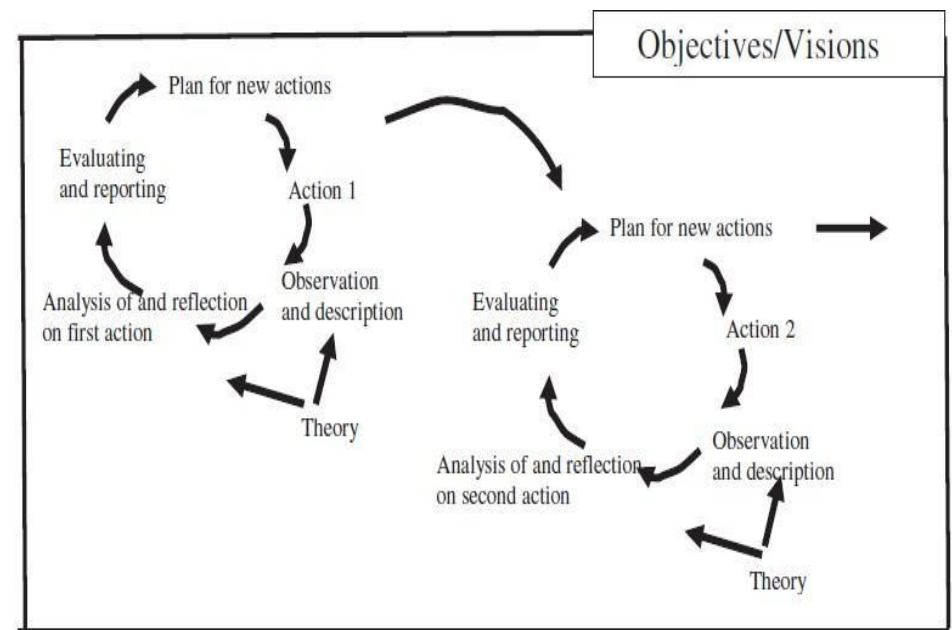 Objectives/Visions
Plan for new actions
Evaluating
and reporting
Action 1
Observation
and description
Analysis of and reflection
on first action
Theory
Plan for new actions
Evaluating
and reporting
Action 2
Observation
and description
Analysis of and reflection
on second action
Theory